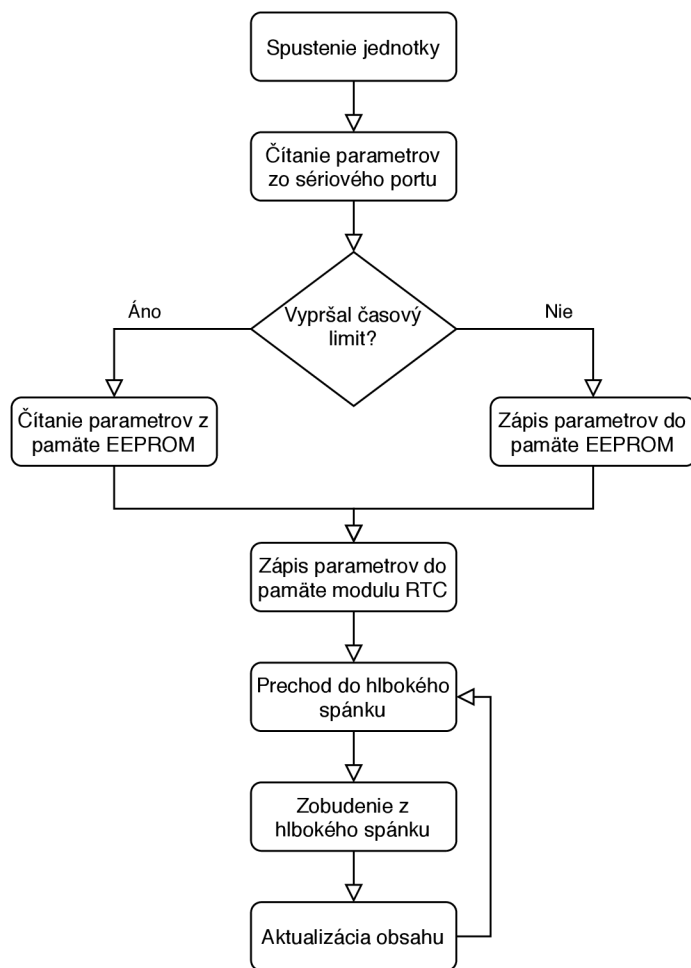 Spustenie jednotky
Čítanie parametrov
zo sériového portu
Vypršal časový
limit?
Áno
Nie
Čítanie parametrov z
pamäte EEPROM
Zápis parametrov do
pamäte EEPROM
Zápis parametrov do
pamäte modulu RTC
Prechod do hlbokého
spánku
Zobudenie z
hlbokého spánku
Aktualizácia obsahu